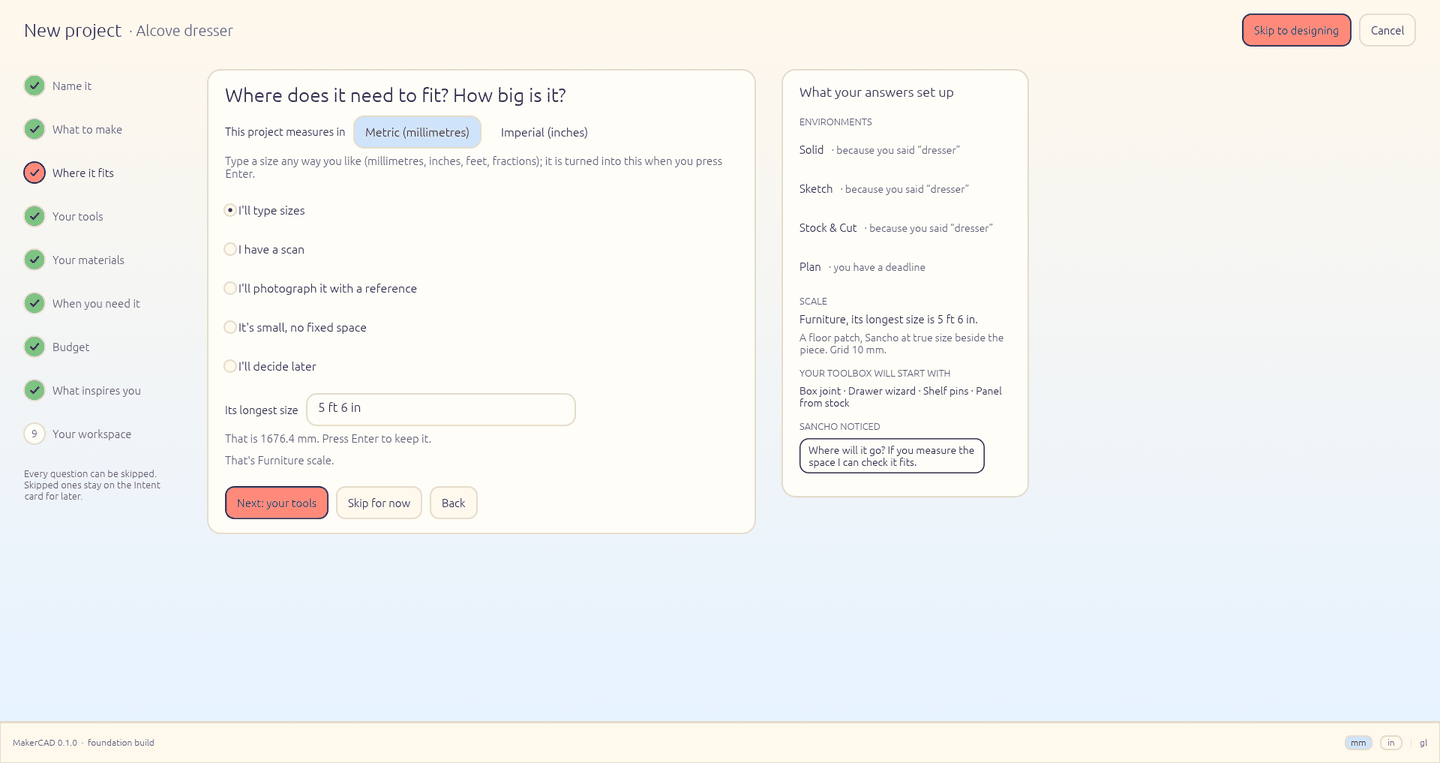 New project · Alcove dresser
Skip to designing
Cancel
Name it
What to make
Where it fits
Your tools
Your materials
When you need it
Budget
What inspires you
9 Your workspace
Every question can be skipped.
Skipped ones stay on the Intent
card for later.
Where does it need to fit? How big is it?
This project measures in Metric (millimetres) Imperial (inches)
Type a size any way you like (millimetres, inches, feet, fractions); it is turned into this when you press
Enter.
I'll type sizes
I have a scan
I'll photograph it with a reference
It's small, no fixed space
I'll decide later
Its longest size 5 ft 6 in
That is 1676.4 mm. Press Enter to keep it.
That's Furniture scale.
Next: your tools
Skip for now
Back
What your answers set up
ENVIRONMENTS
Solid · because you said "dresser"
Sketch · because you said "dresser"
Stock & Cut · because you said "dresser"
Plan · you have a deadline
SCALE
Furniture, its longest size is 5 ft 6 in.
A floor patch, Sancho at true size beside the
piece. Grid 10 mm.
YOUR TOOLBOX WILL START WITH
Box joint · Drawer wizard · Shelf pins · Panel
from stock
SANCHO NOTICED
Where will it go? If you measure the
space I can check it fits.
MakerCAD 0.1.0 · foundation build
mm
in
gl